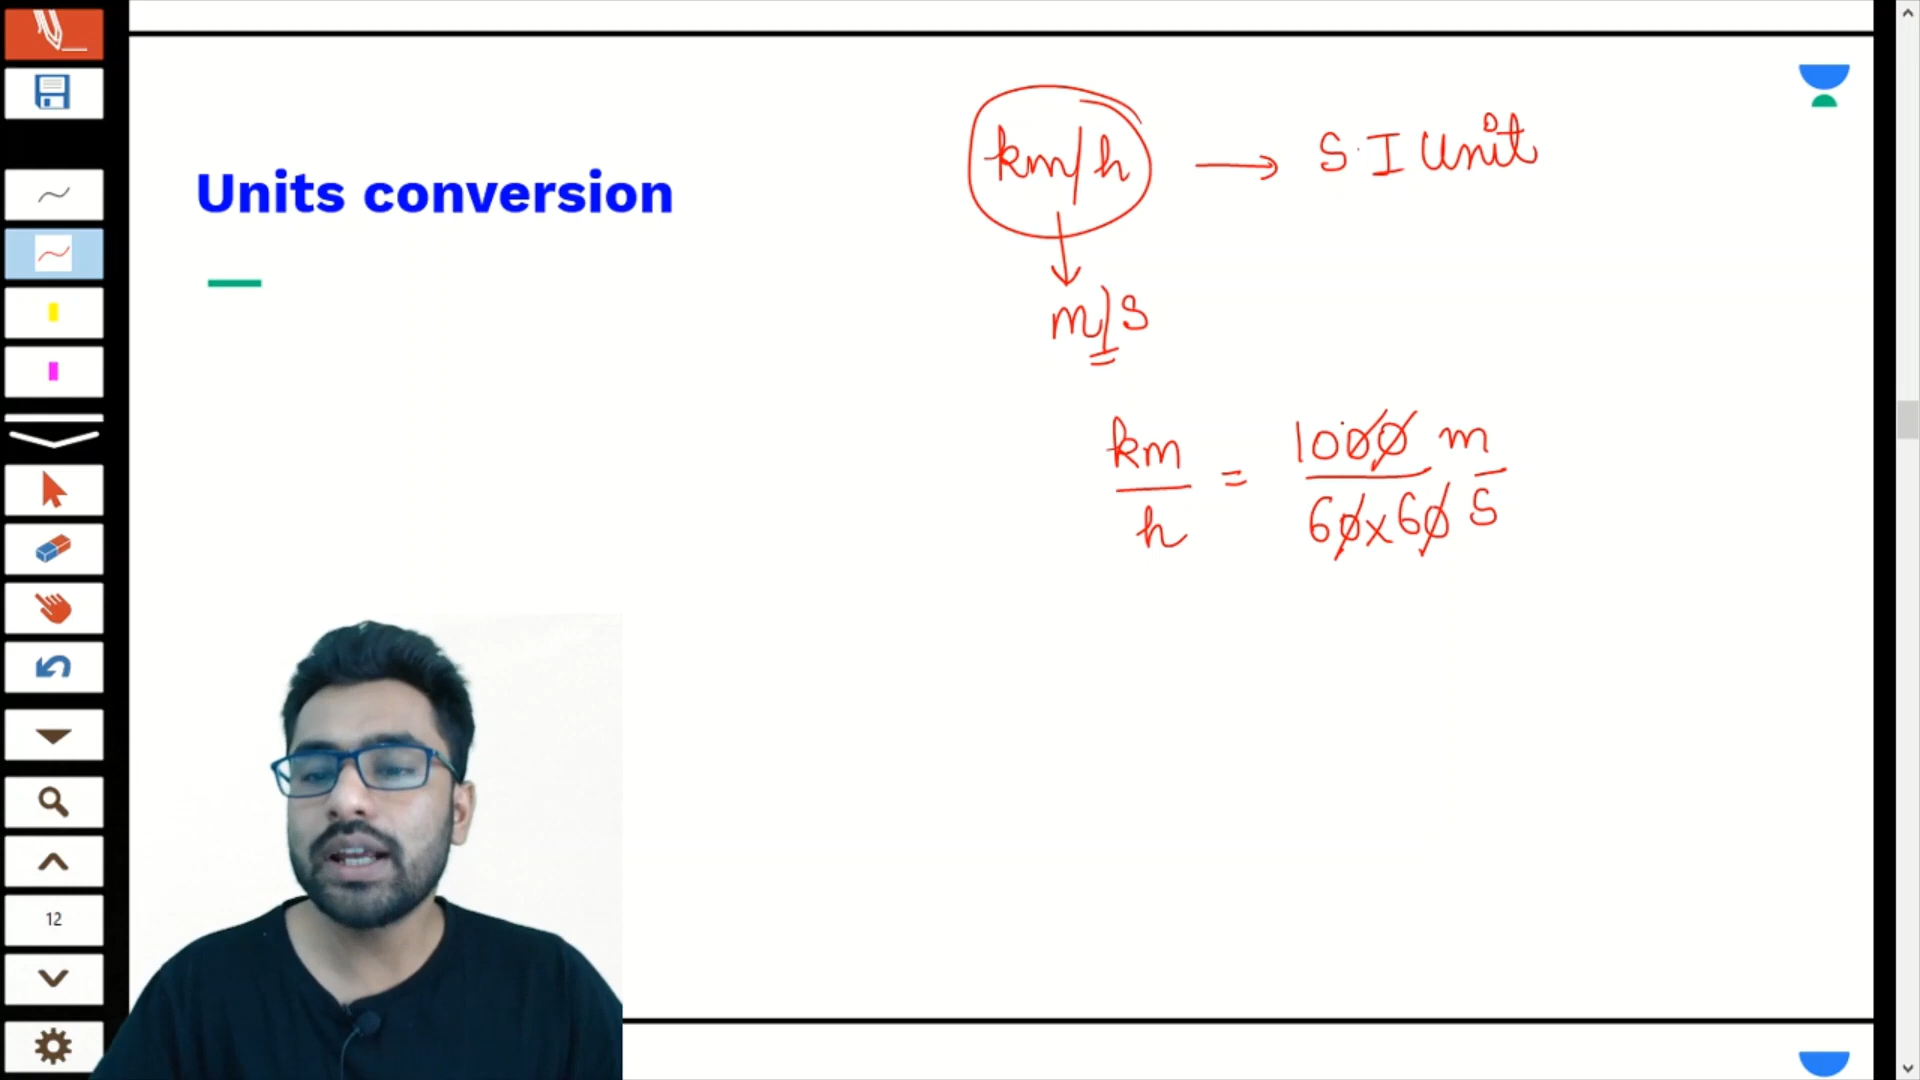 Units conversion
km/h → S.I Unit
↓
m/s
km/h = 1000 m / 60x60 s
12